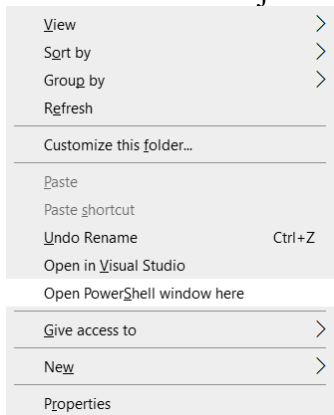 View
Sort by
Group by
Refresh
Customize this folder...
Paste
Paste shortcut
Undo Rename Ctrl+Z
Open in Visual Studio
Open PowerShell window here
Give access to
New
Properties